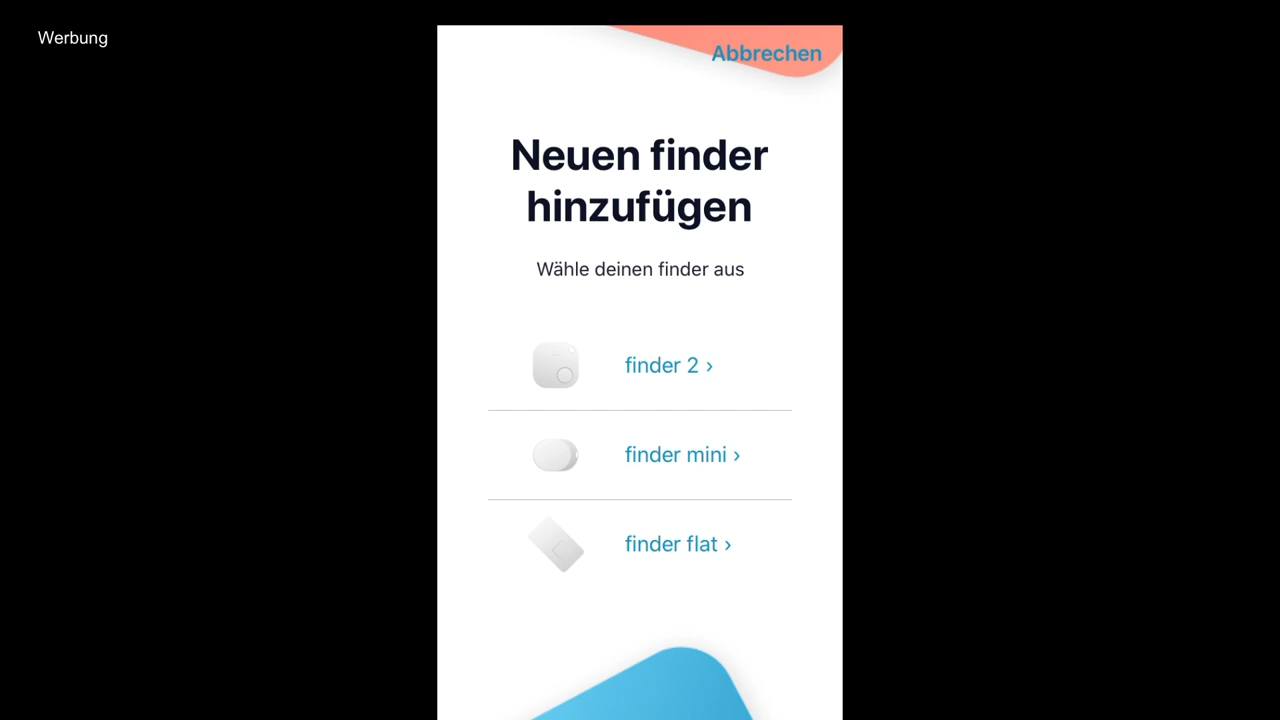 Werbung
Abbrechen
Neuen finder
hinzufügen
Wähle deinen finder aus
finder 2 ›
finder mini ›
finder flat ›